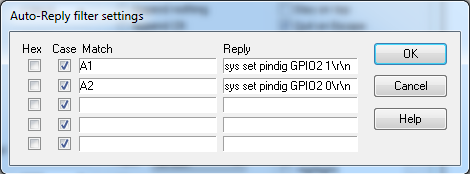 Auto-Reply filter settings
Hex Case Match Reply
A1 sys set pindig GPIO2 1\r\n
A2 sys set pindig GPIO2 0\r\n
OK
Cancel
Help